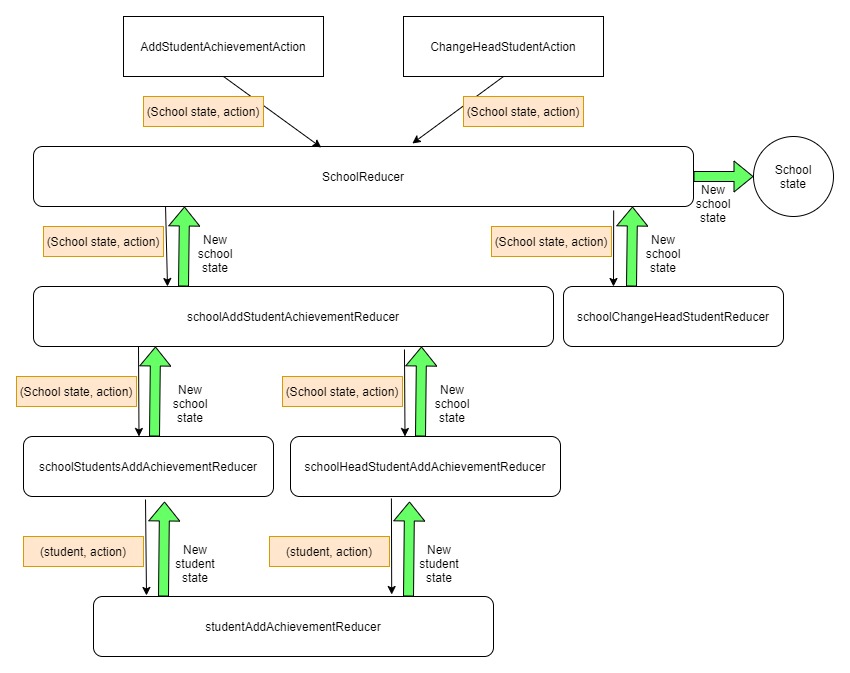 AddStudentAchievementAction
ChangeHeadStudentAction
(School state, action)
(School state, action)
SchoolReducer
School
state
New
school
state
(School state, action)
New
school
state
(School state, action)
New
school
state
schoolAddStudentAchievementReducer
schoolChangeHeadStudentReducer
(School state, action)
New
school
state
(School state, action)
New
school
state
schoolStudentsAddAchievementReducer
schoolHeadStudentAddAchievementReducer
(student, action)
New
student
state
(student, action)
New
student
state
studentAddAchievementReducer